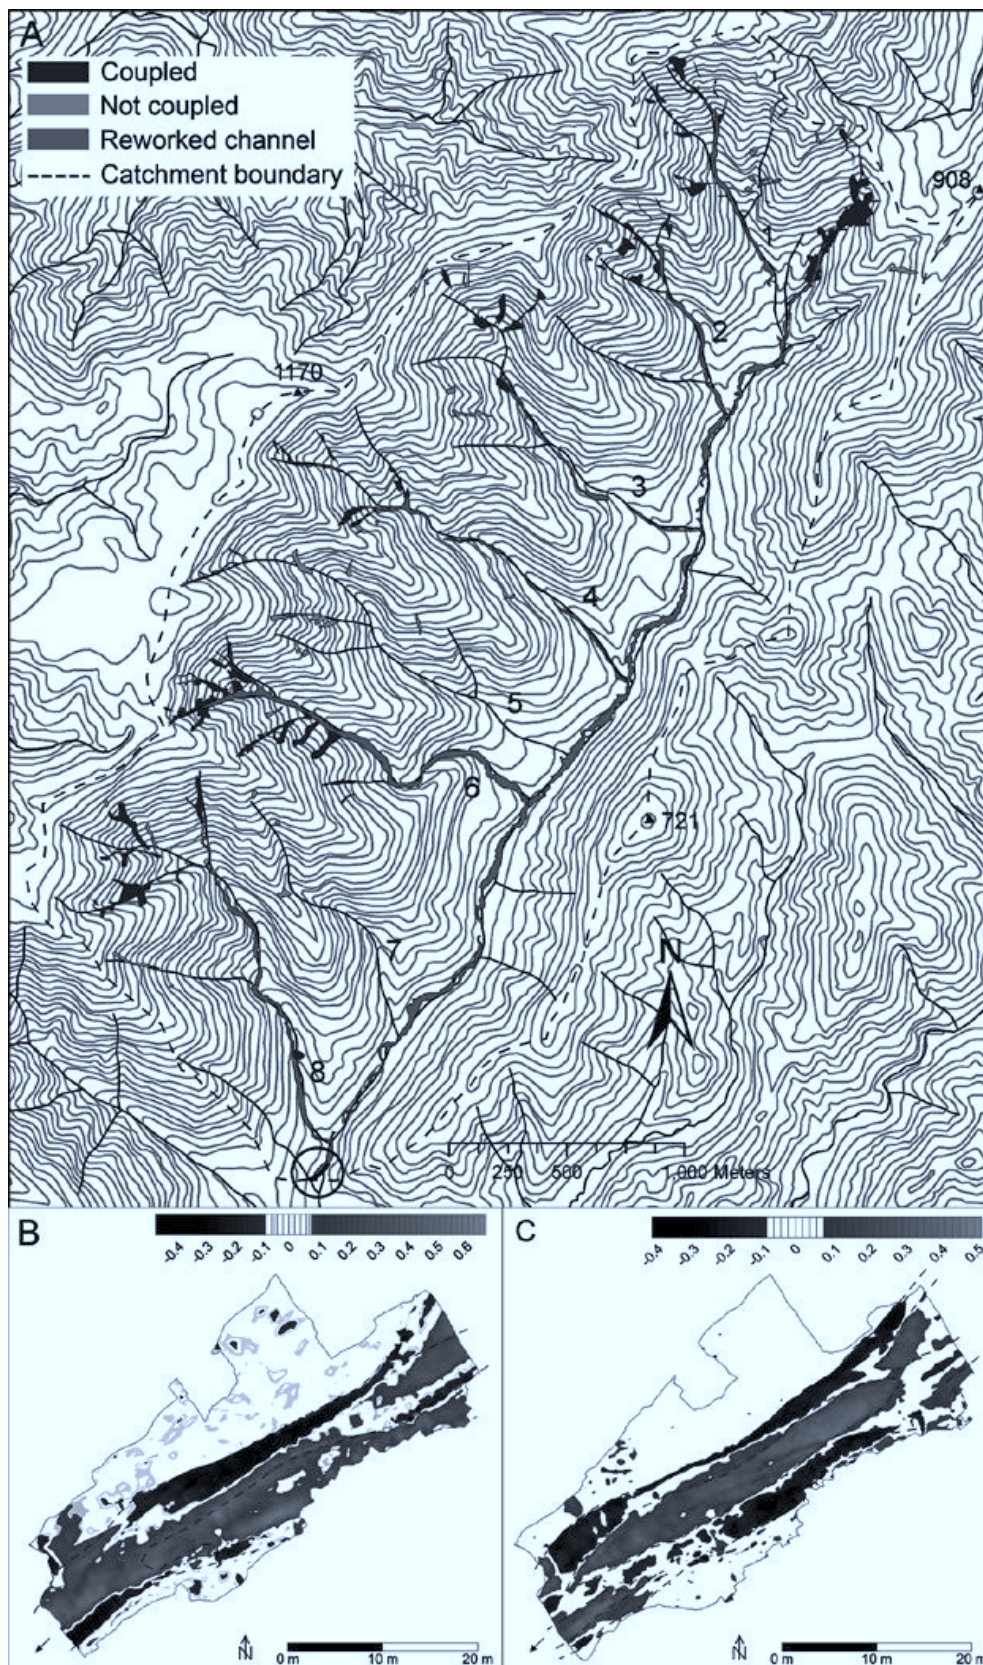 A
Coupled
Not coupled
Reworked channel
Catchment boundary
908
1
2
1170
3
4
5
6
721
7
N
8
0 250 500 1,000 Meters
B
-0.4 -0.3 -0.2 -0.1 0 0.1 0.2 0.3 0.4 0.5 0.6
C
-0.4 -0.3 -0.2 -0.1 0 0.1 0.2 0.3 0.4 0.5
N
0 m 10 m 20 m
N
0 m 10 m 20 m